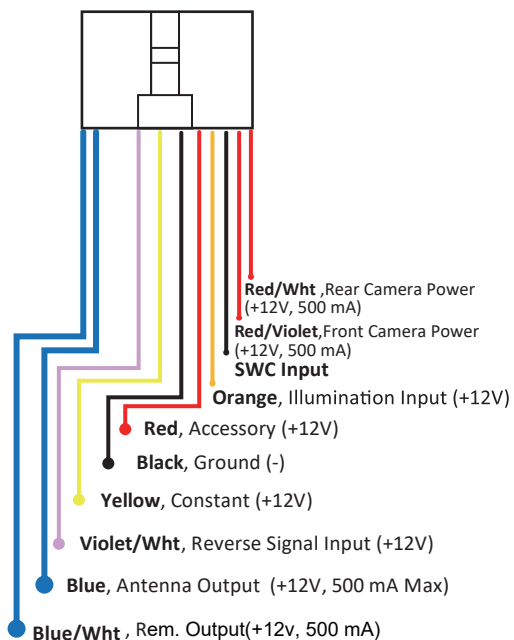 Red/Wht ,Rear Camera Power
(+12V, 500 mA)
Red/Violet,Front Camera Power
(+12V, 500 mA)
SWC Input
Orange, Illumination Input (+12V)
Red, Accessory (+12V)
Black, Ground (-)
Yellow, Constant (+12V)
Violet/Wht, Reverse Signal Input (+12V)
Blue, Antenna Output (+12V, 500 mA Max)
Blue/Wht , Rem. Output(+12v, 500 mA)